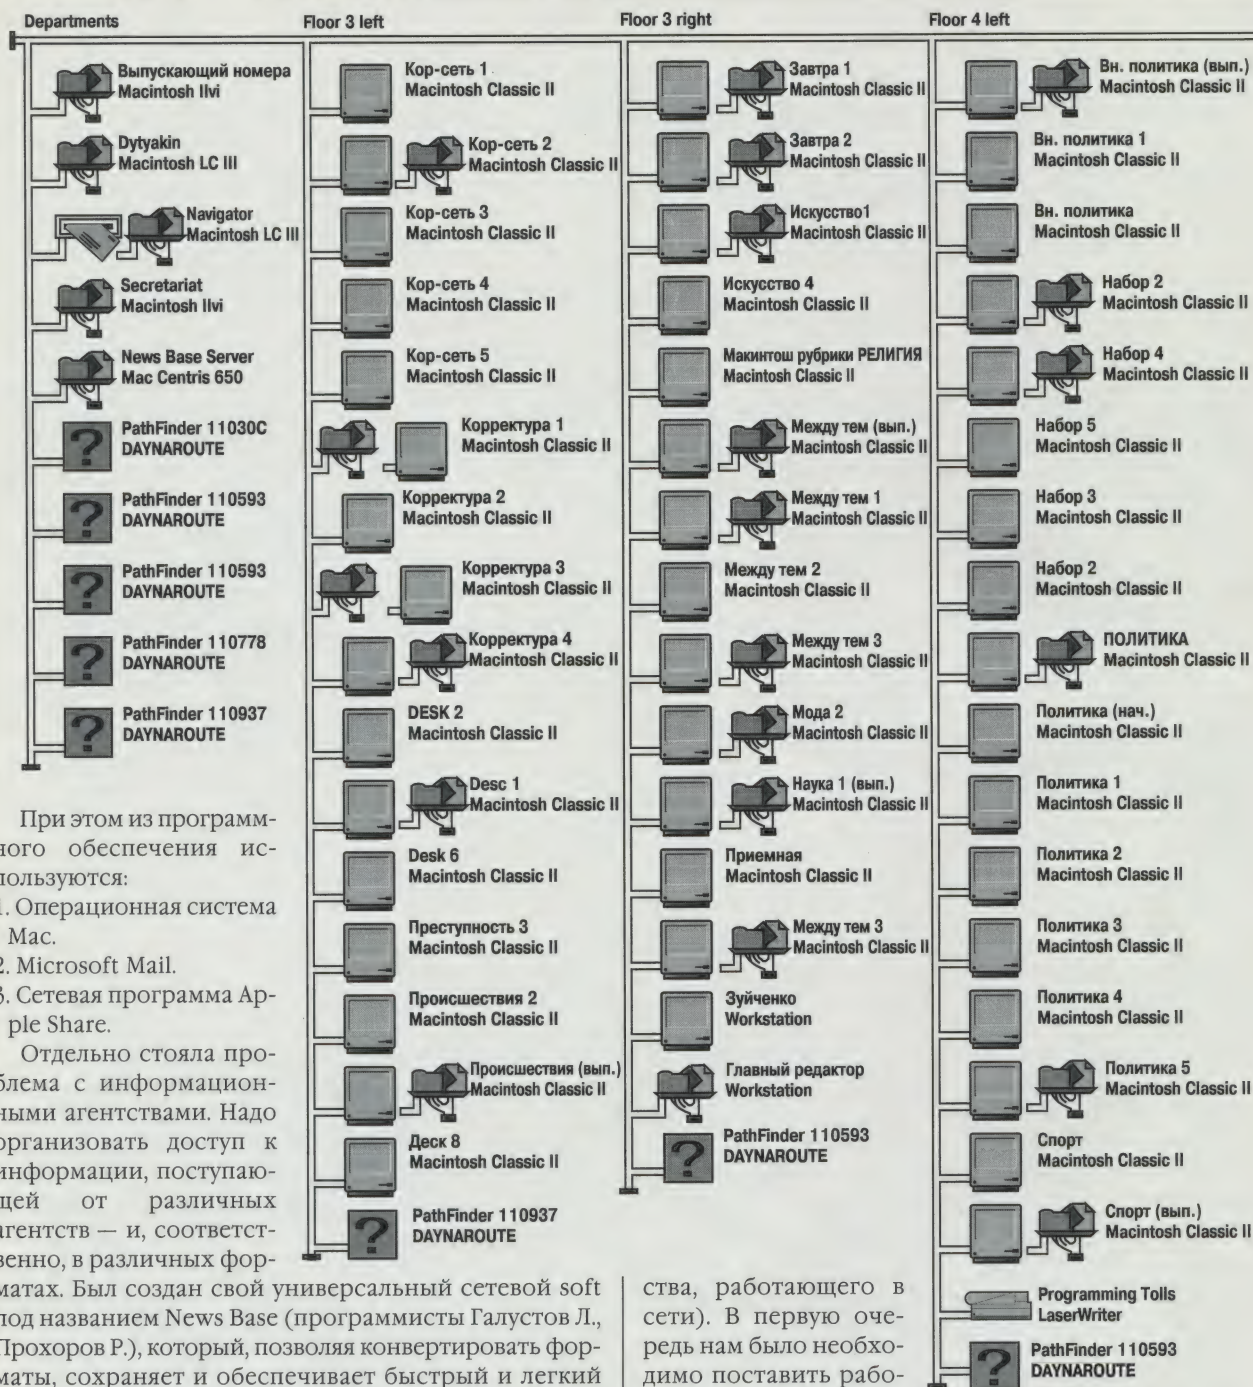 Departments
Выпускающий номера
Macintosh IIvi
Dytyakin
Macintosh LC III
Navigator
Macintosh LC III
Secretariat
Macintosh IIvi
News Base Server
Mac Centris 650
PathFinder 11030C
DAYNAROUTE
PathFinder 110593
DAYNAROUTE
PathFinder 110593
DAYNAROUTE
PathFinder 110778
DAYNAROUTE
PathFinder 110937
DAYNAROUTE
Floor 3 left
Кор-сеть 1
Macintosh Classic II
Кор-сеть 2
Macintosh Classic II
Кор-сеть 3
Macintosh Classic II
Кор-сеть 4
Macintosh Classic II
Кор-сеть 5
Macintosh Classic II
Корректура 1
Macintosh Classic II
Корректура 2
Macintosh Classic II
Корректура 3
Macintosh Classic II
Корректура 4
Macintosh Classic II
DESK 2
Macintosh Classic II
Desc 1
Macintosh Classic II
Desk 6
Macintosh Classic II
Преступность 3
Macintosh Classic II
Происшествия 2
Macintosh Classic II
Происшествия (вып.)
Macintosh Classic II
Деск 8
Macintosh Classic II
PathFinder 110937
DAYNAROUTE
Floor 3 right
Завтра 1
Macintosh Classic II
Завтра 2
Macintosh Classic II
Искусство1
Macintosh Classic II
Искусство 4
Macintosh Classic II
Макинтош рубрики РЕЛИГИЯ
Macintosh Classic II
Между тем (вып.)
Macintosh Classic II
Между тем 1
Macintosh Classic II
Между тем 2
Macintosh Classic II
Между тем 3
Macintosh Classic II
Мода 2
Macintosh Classic II
Наука 1 (вып.)
Macintosh Classic II
Приемная
Macintosh Classic II
Между тем 3
Macintosh Classic II
Зуйченко
Workstation
Главный редактор
Workstation
PathFinder 110593
DAYNAROUTE
Floor 4 left
Вн. политика (вып.)
Macintosh Classic II
Вн. политика 1
Macintosh Classic II
Вн. политика
Macintosh Classic II
Набор 2
Macintosh Classic II
Набор 4
Macintosh Classic II
Набор 5
Macintosh Classic II
Набор 3
Macintosh Classic II
Набор 2
Macintosh Classic II
ПОЛИТИКА
Macintosh Classic II
Политика (нач.)
Macintosh Classic II
Политика 1
Macintosh Classic II
Политика 2
Macintosh Classic II
Политика 3
Macintosh Classic II
Политика 4
Macintosh Classic II
Политика 5
Macintosh Classic II
Спорт
Macintosh Classic II
Спорт (вып.)
Macintosh Classic II
Programming Tolls
LaserWriter
PathFinder 110593
DAYNAROUTE
При этом из программ-
ного обеспечения ис-
пользуются:
1. Операционная система
Mac.
2. Microsoft Mail.
3. Сетевая программа Ap-
ple Share.
Отдельно стояла про-
блема с информацион-
ными агентствами. Надо
организовать доступ к
информации, поступаю-
щей от различных
агентств — и, соответст-
венно, в различных фор-
матах. Был создан свой универсальный сетевой soft
под названием News Base (программисты Галустов Л.,
Прохоров Р.), который, позволяя конвертировать фор-
маты, сохраняет и обеспечивает быстрый и легкий
ства, работающего в
сети). В первую оче-
редь нам было необхо-
димо поставить рабо-